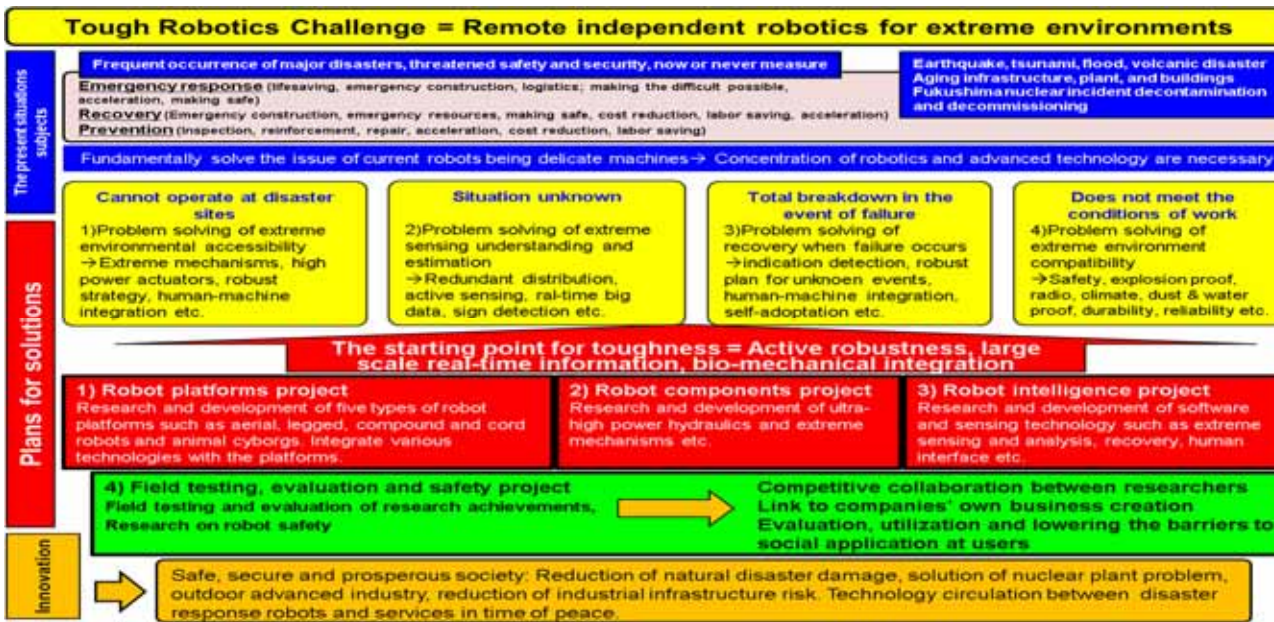 Tough Robotics Challenge = Remote independent robotics for extreme environments
The present situations
subjects
Frequent occurrence of major disasters, threatened safety and security, now or never measure
Emergency response (lifesaving, emergency construction, logistics; making the difficult possible,
acceleration, making safe)
Recovery (Emergency construction, emergency resources, making safe, cost reduction, labor saving, acceleration)
Prevention (Inspection, reinforcement, repair, acceleration, cost reduction, labor saving)
Earthquake, tsunami, flood, volcanic disaster
Aging infrastructure, plant, and buildings
Fukushima nuclear incident decontamination
and decommissioning
Fundamentally solve the issue of current robots being delicate machines→ Concentration of robotics and advanced technology are necessary
Cannot operate at disaster
sites
1)Problem solving of extreme
environmental accessibility
→Extreme mechanisms, high
power actuators, robust
strategy, human-machine
integration etc.
Situation unknown
2)Problem solving of extreme
sensing understanding and
estimation
→Redundant distribution,
active sensing, ral-time big
data, sign detection etc.
Total breakdown in the
event of failure
3)Problem solving of
recovery when failure occurs
→indication detection, robust
plan for unknoen events,
human-machine integration,
self-adoptation etc.
Does not meet the
conditions of work
4)Problem solving of
extreme environment
compatibility
→Safety, explosion proof,
radio, climate, dust & water
proof, durability, reliability etc.
Plans for solutions
The starting point for toughness = Active robustness, large
scale real-time information, bio-mechanical integration
1) Robot platforms project
Research and development of five types of robot
platforms such as aerial, legged, compound and cord
robots and animal cyborgs. Integrate various
technologies with the platforms.
2) Robot components project
Research and development of ultra-
high power hydraulics and extreme
mechanisms etc.
3) Robot intelligence project
Research and development of software
and sensing technology such as extreme
sensing and analysis, recovery, human
interface etc.
4) Field testing, evaluation and safety project
Field testing and evaluation of research achievements,
Research on robot safety
Competitive collaboration between researchers
Link to companies' own business creation
Evaluation, utilization and lowering the barriers to
social application at users
Innovation
Safe, secure and prosperous society: Reduction of natural disaster damage, solution of nuclear plant problem,
outdoor advanced industry, reduction of industrial infrastructure risk. Technology circulation between disaster
response robots and services in time of peace.